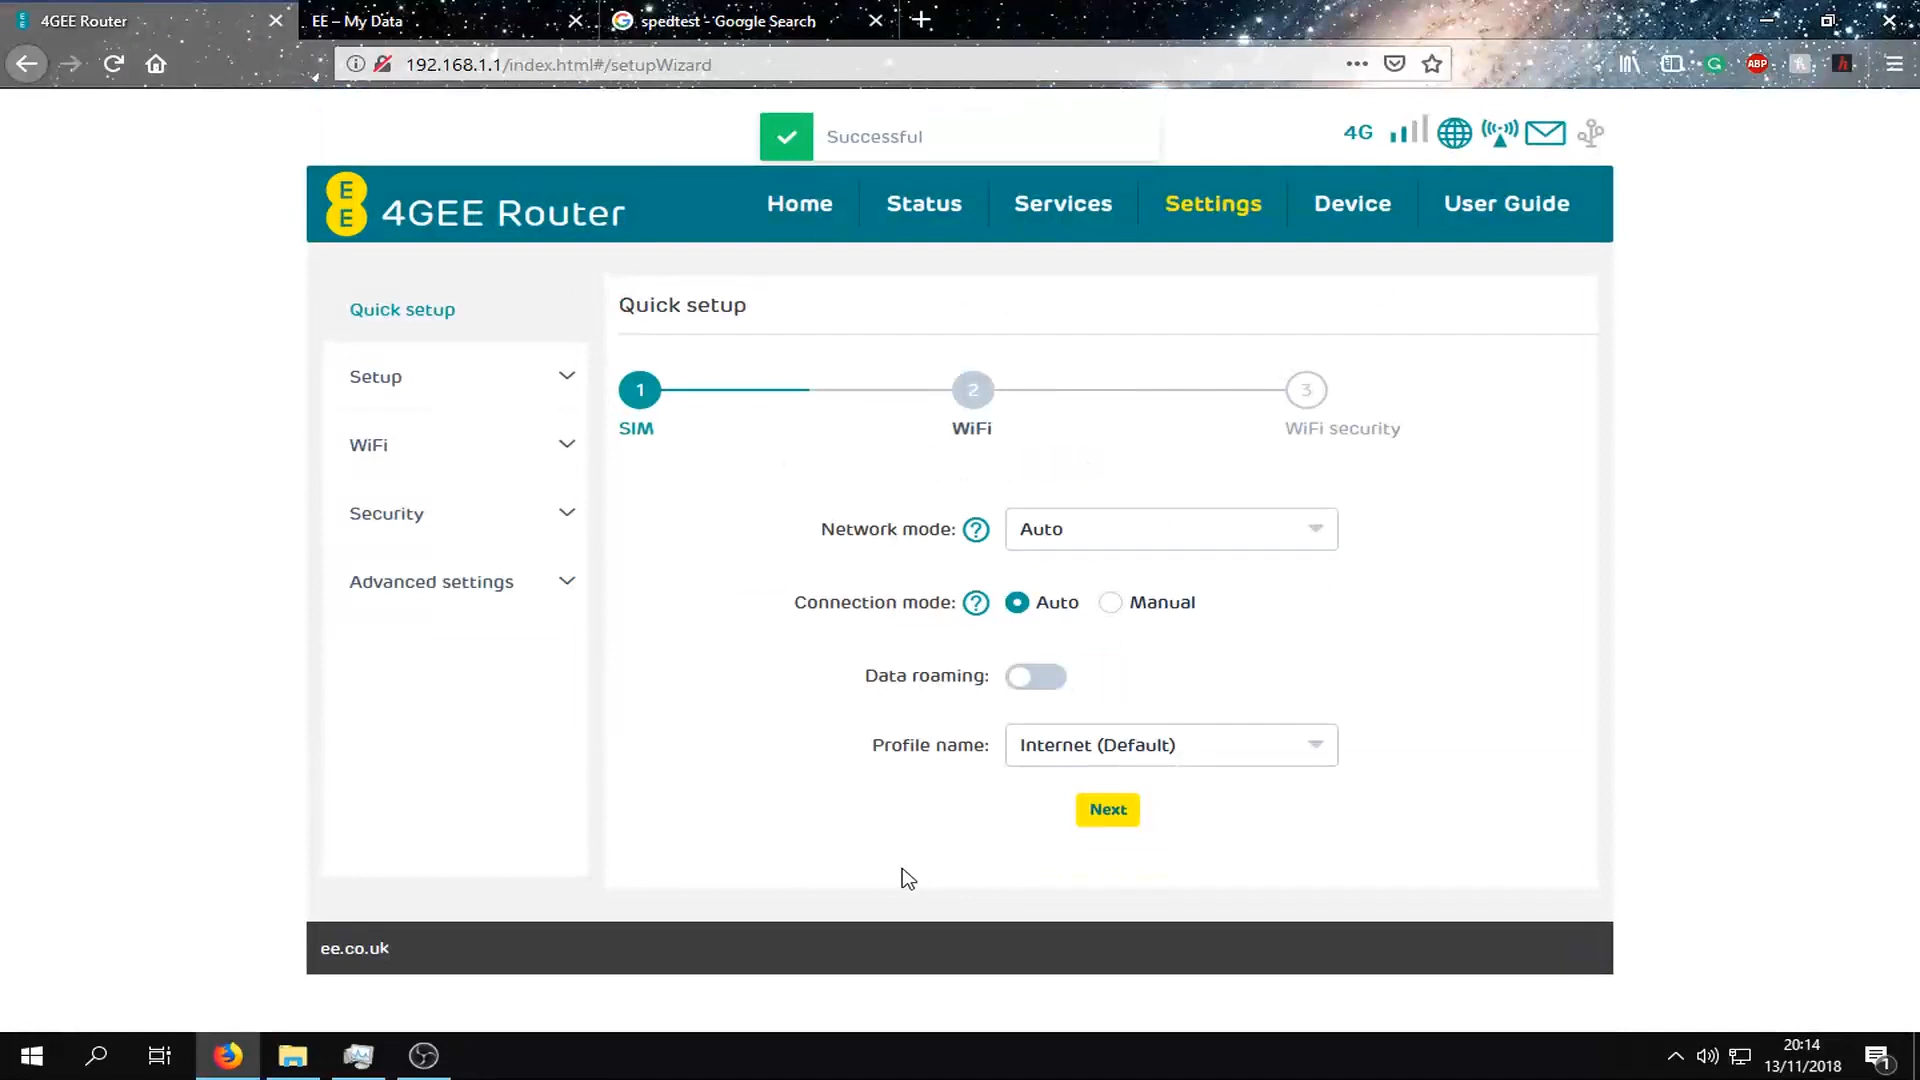 4GEE Router
EE – My Data
spedtest - Google Search
192.168.1.1/index.html#/setupWizard
ABP
h
Successful
4G
E
E
4GEE Router
Home
Status
Services
Settings
Device
User Guide
Quick setup
Setup
WiFi
Security
Advanced settings
Quick setup
1
2
3
SIM
WiFi
WiFi security
Network mode: ?
Auto
Connection mode: ?
Auto
Manual
Data roaming:
Profile name:
Internet (Default)
Next
ee.co.uk
20:14
13/11/2018
1